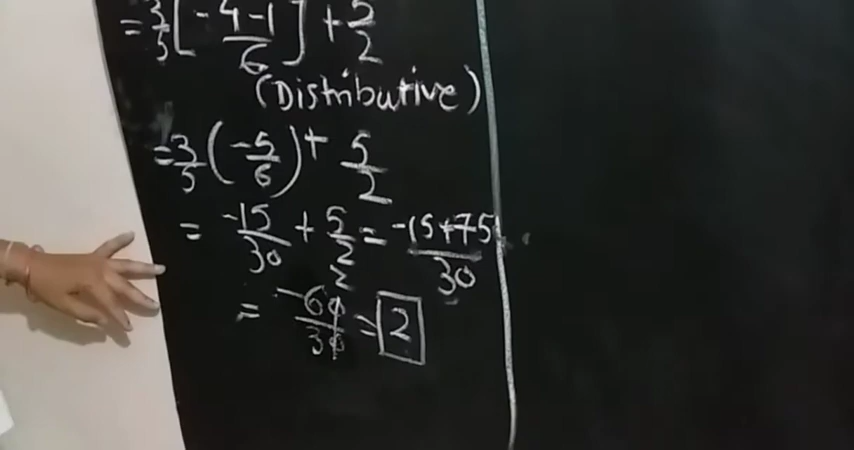 = 3/5 [ -4-1/6 ] + 5/2
(Distributive)
= 3/5 ( -5/6 ) + 5/2
= -15/30 + 5/2 = -15+75/30
= -60/30 = 2